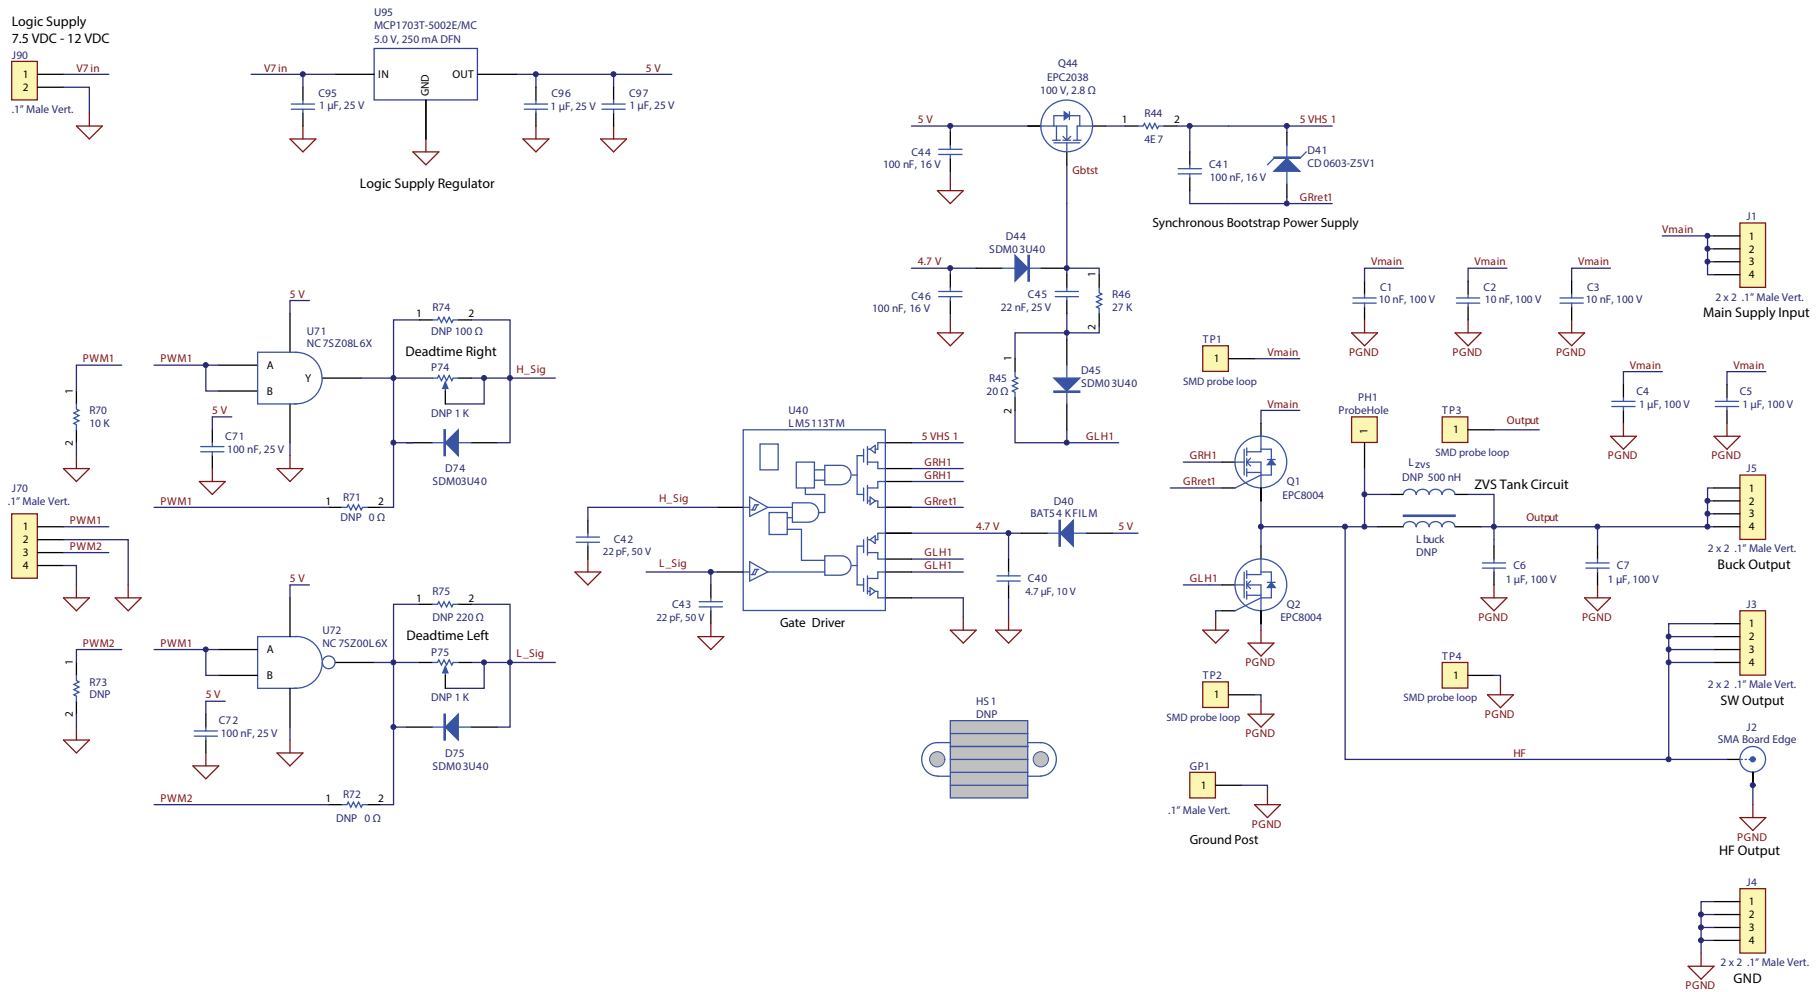 Logic Supply
7.5 VDC - 12 VDC
J90
1
2
V7 in
.1" Male Vert.
U95
MCP1703T-5002E/MC
5.0 V, 250 mA DFN
V7 in
IN
OUT
GND
5 V
C95
1 µF, 25 V
C96
1 µF, 25 V
C97
1 µF, 25 V
Logic Supply Regulator
Q44
EPC2038
100 V, 2.8 Ω
5 V
C44
100 nF, 16 V
Gbtst
1
R44
2
4E7
C41
100 nF, 16 V
5 VHS 1
D41
CD0603-Z5V1
GRret1
Synchronous Bootstrap Power Supply
D44
SDM03U40
4.7 V
C46
100 nF, 16 V
C45
22 nF, 25 V
1
R46
27 K
2
1
R45
20 Ω
2
D45
SDM03U40
GLH1
5 V
U71
NC7SZ08L6X
PWM1
A
B
Y
PWM1
1
R70
10 K
2
5 V
C71
100 nF, 25 V
R74
1
2
DNP 100 Ω
Deadtime Right
P74
DNP 1 K
D74
SDM03U40
H_Sig
PWM1
1
R71
2
DNP 0 Ω
J70
.1" Male Vert.
1
2
3
4
PWM1
PWM2
5 V
U72
NC7SZ00L6X
PWM1
A
B
PWM2
1
R73
DNP
2
5 V
C72
100 nF, 25 V
R75
1
2
DNP 220 Ω
Deadtime Left
P75
DNP 1 K
D75
SDM03U40
L_Sig
PWM2
1
R72
2
DNP 0 Ω
U40
LM5113TM
H_Sig
C42
22 pF, 50 V
L_Sig
C43
22 pF, 50 V
5 VHS 1
GRH1
GRH1
GRret1
4.7 V
GLH1
GLH1
Gate Driver
D40
BAT54KFILM
5 V
C40
4.7 µF, 10 V
HS1
DNP
TP1
1
Vmain
SMD probe loop
Vmain
GRH1
GRret1
Q1
EPC8004
GLH1
Q2
EPC8004
PGND
TP2
1
SMD probe loop
PGND
GP1
1
.1" Male Vert.
PGND
Ground Post
Vmain
C1
10 nF, 100 V
PGND
Vmain
C2
10 nF, 100 V
PGND
Vmain
C3
10 nF, 100 V
PGND
J1
Vmain
1
2
3
4
2 x 2 .1" Male Vert.
Main Supply Input
Vmain
C4
1 µF, 100 V
PGND
Vmain
C5
1 µF, 100 V
PGND
PH1
ProbeHole
1
TP3
1
Output
SMD probe loop
Lzvs
DNP 500 nH
ZVS Tank Circuit
Lbuck
DNP
Output
C6
1 µF, 100 V
PGND
C7
1 µF, 100 V
PGND
J5
1
2
3
4
2 x 2 .1" Male Vert.
Buck Output
J3
1
2
3
4
2 x 2 .1" Male Vert.
SW Output
TP4
1
SMD probe loop
PGND
HF
J2
SMA Board Edge
PGND
HF Output
J4
1
2
3
4
PGND
2 x 2 .1" Male Vert.
GND